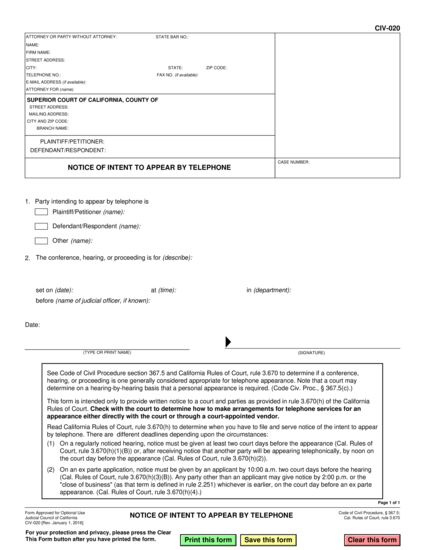 CIV-020
ATTORNEY OR PARTY WITHOUT ATTORNEY: STATE BAR NO.:
NAME:
FIRM NAME:
STREET ADDRESS:
CITY: STATE: ZIP CODE:
TELEPHONE NO.: FAX NO. (if available):
E-MAIL ADDRESS (if available):
ATTORNEY FOR (name):
SUPERIOR COURT OF CALIFORNIA, COUNTY OF
STREET ADDRESS:
MAILING ADDRESS:
CITY AND ZIP CODE:
BRANCH NAME:
PLAINTIFF/PETITIONER:
DEFENDANT/RESPONDENT:
NOTICE OF INTENT TO APPEAR BY TELEPHONE
CASE NUMBER:
1. Party intending to appear by telephone is
Plaintiff/Petitioner (name):
Defendant/Respondent (name):
Other (name):
2. The conference, hearing, or proceeding is for (describe):
set on (date): at (time): in (department):
before (name of judicial officer, if known):
Date:
(TYPE OR PRINT NAME) (SIGNATURE)
See Code of Civil Procedure section 367.5 and California Rules of Court, rule 3.670 to determine if a conference,
hearing, or proceeding is one generally considered appropriate for telephone appearance. Note that a court may
determine on a hearing-by-hearing basis that a personal appearance is required. (Code Civ. Proc., § 367.5(c).)
This form is intended only to provide written notice to a court and parties as provided in rule 3.670(h) of the California
Rules of Court. Check with the court to determine how to make arrangements for telephone services for an
appearance either directly with the court or through a court-appointed vendor.
Read California Rules of Court, rule 3.670(h) to determine when you have to file and serve notice of the intent to appear
by telephone. There are different deadlines depending upon the circumstances:
(1) On a regularly noticed hearing, notice must be given at least two court days before the appearance (Cal. Rules of
Court, rule 3.670(h)(1)(B)) or, after receiving notice that another party will be appearing telephonically, by noon on
the court day before the appearance (Cal. Rules of Court, rule 3.670(h)(2)).
(2) On an ex parte application, notice must be given by an applicant by 10:00 a.m. two court days before the hearing
(Cal. Rules of Court, rule 3.670(h)(3)(B)). Any party other than an applicant may give notice by 2:00 p.m. or the
"close of business" (as that term is defined in rule 2.251) whichever is earlier, on the court day before an ex parte
appearance. (Cal. Rules of Court, rule 3.670(h)(4).)
Page 1 of 1
Form Approved for Optional Use
Judicial Council of California
CIV-020 [Rev. January 1, 2016]
NOTICE OF INTENT TO APPEAR BY TELEPHONE
Code of Civil Procedure, § 367.5;
Cal. Rules of Court, rule 3.670
For your protection and privacy, please press the Clear
This Form button after you have printed the form.
Print this form Save this form Clear this form